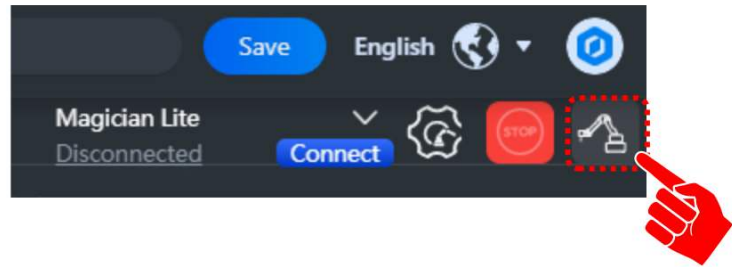 Save
English
Magician Lite
Disconnected
Connect
STOP